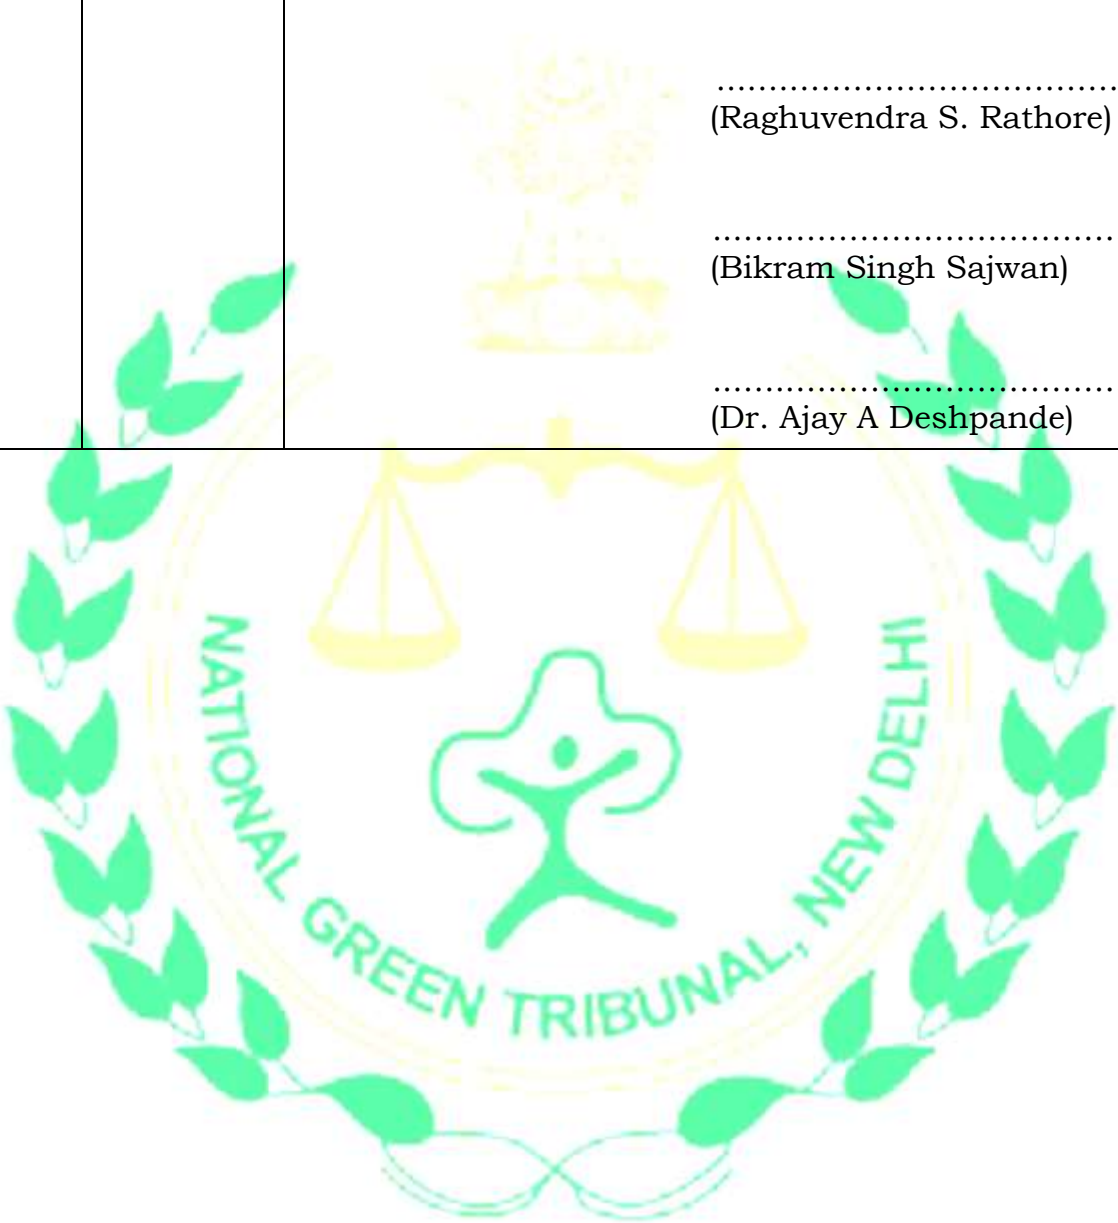 .......................................
(Raghuvendra S. Rathore)
.......................................
(Bikram Singh Sajwan)
.......................................
(Dr. Ajay A Deshpande)
NATIONAL GREEN TRIBUNAL, NEW DELHI